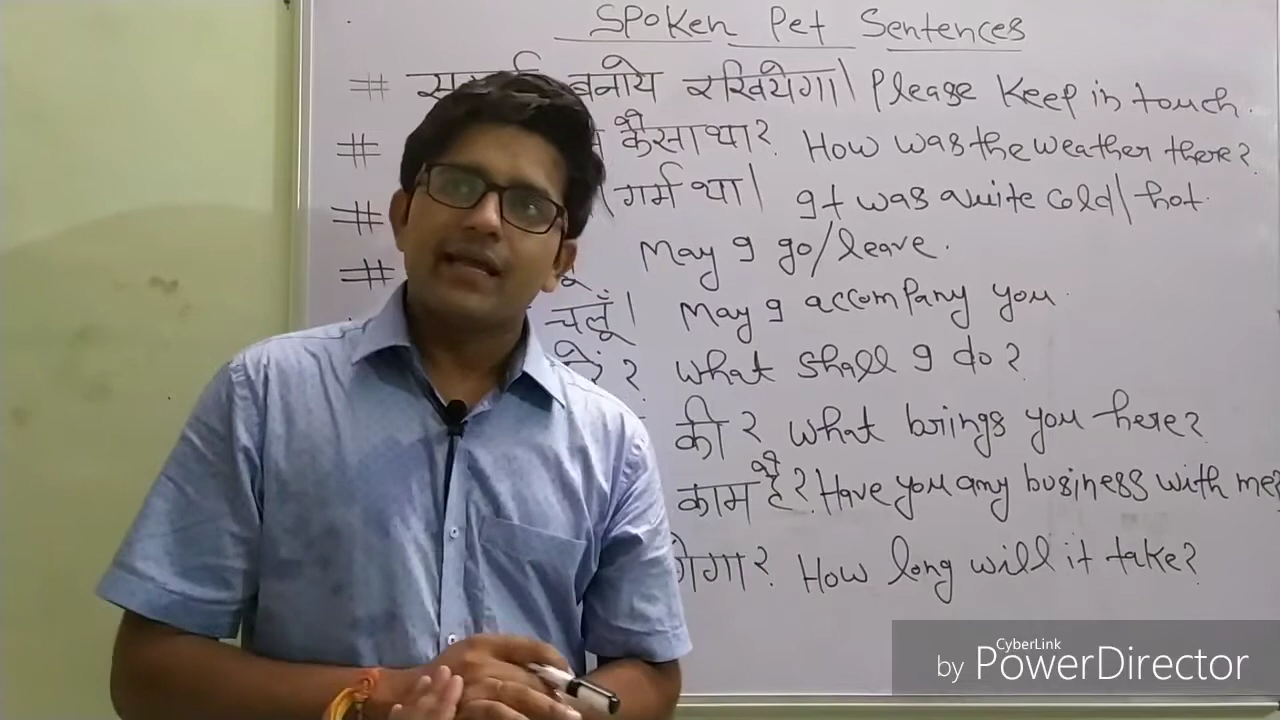 Spoken Pet Sentences
# बनाये रखियेगा। Please Keep in touch.
# कैसा था? How was the weather there?
# गर्म था। It was quite cold/hot.
# May I go/leave.
चलूँ। May I accompany you.
? What shall I do?
की? What brings you here?
काम है? Have you any business with me?
How long will it take?
CyberLink
by PowerDirector